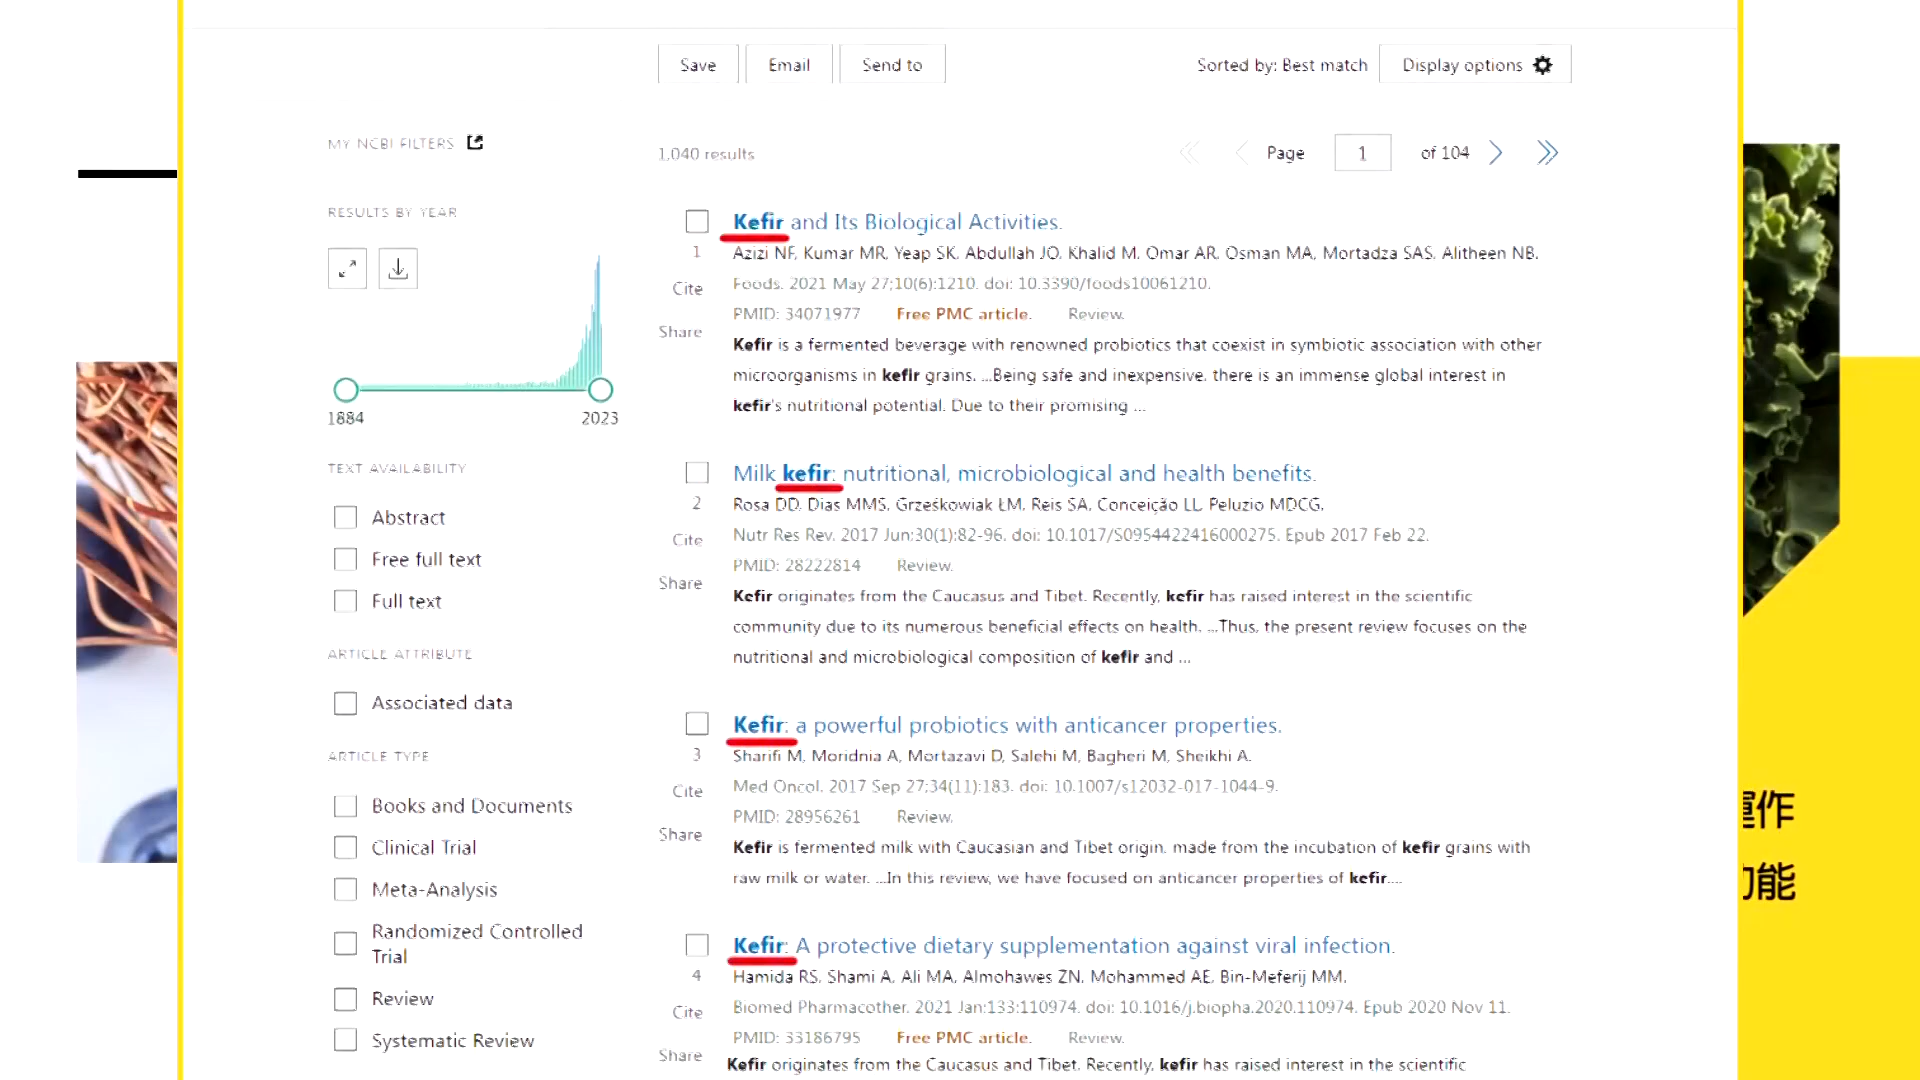 Save
Email
Send to
Sorted by: Best match
Display options
MY NCBI FILTERS
1,040 results
Page
1
of 104
RESULTS BY YEAR
1884
2023
TEXT AVAILABILITY
Abstract
Free full text
Full text
ARTICLE ATTRIBUTE
Associated data
ARTICLE TYPE
Books and Documents
Clinical Trial
Meta-Analysis
Randomized Controlled
Trial
Review
Systematic Review
Kefir and Its Biological Activities.
1
Azizi NF, Kumar MR, Yeap SK, Abdullah JO, Khalid M, Omar AR, Osman MA, Mortadza SAS, Alitheen NB.
Cite
Foods. 2021 May 27;10(6):1210. doi: 10.3390/foods10061210.
PMID: 34071977 Free PMC article. Review.
Share
Kefir is a fermented beverage with renowned probiotics that coexist in symbiotic association with other
microorganisms in kefir grains. ...Being safe and inexpensive, there is an immense global interest in
kefir's nutritional potential. Due to their promising ...
Milk kefir: nutritional, microbiological and health benefits.
2
Rosa DD, Dias MMS, Grześkowiak ŁM, Reis SA, Conceição LL, Peluzio MDCG.
Cite
Nutr Res Rev. 2017 Jun;30(1):82-96. doi: 10.1017/S0954422416000275. Epub 2017 Feb 22.
PMID: 28222814 Review.
Share
Kefir originates from the Caucasus and Tibet. Recently, kefir has raised interest in the scientific
community due to its numerous beneficial effects on health. ...Thus, the present review focuses on the
nutritional and microbiological composition of kefir and ...
Kefir: a powerful probiotics with anticancer properties.
3
Sharifi M, Moridnia A, Mortazavi D, Salehi M, Bagheri M, Sheikhi A.
Cite
Med Oncol. 2017 Sep 27;34(11):183. doi: 10.1007/s12032-017-1044-9.
PMID: 28956261 Review.
Share
Kefir is fermented milk with Caucasian and Tibet origin, made from the incubation of kefir grains with
raw milk or water. ...In this review, we have focused on anticancer properties of kefir....
Kefir: A protective dietary supplementation against viral infection.
4
Hamida RS, Shami A, Ali MA, Almohawes ZN, Mohammed AE, Bin-Meferij MM.
Cite
Biomed Pharmacother. 2021 Jan;133:110974. doi: 10.1016/j.biopha.2020.110974. Epub 2020 Nov 11.
PMID: 33186795 Free PMC article. Review.
Share
Kefir originates from the Caucasus and Tibet. Recently, kefir has raised interest in the scientific
運作
功能